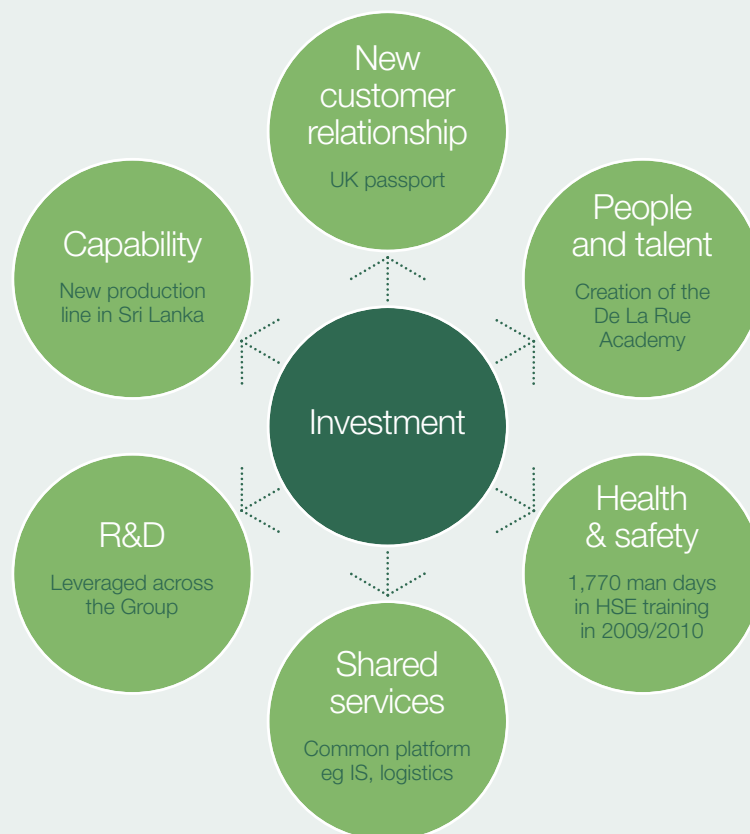 New
customer
relationship
UK passport
People
and talent
Creation of the
De La Rue
Academy
Capability
New production
line in Sri Lanka
Investment
Health
& safety
1,770 man days
in HSE training
in 2009/2010
R&D
Leveraged across
the Group
Shared
services
Common platform
eg IS, logistics